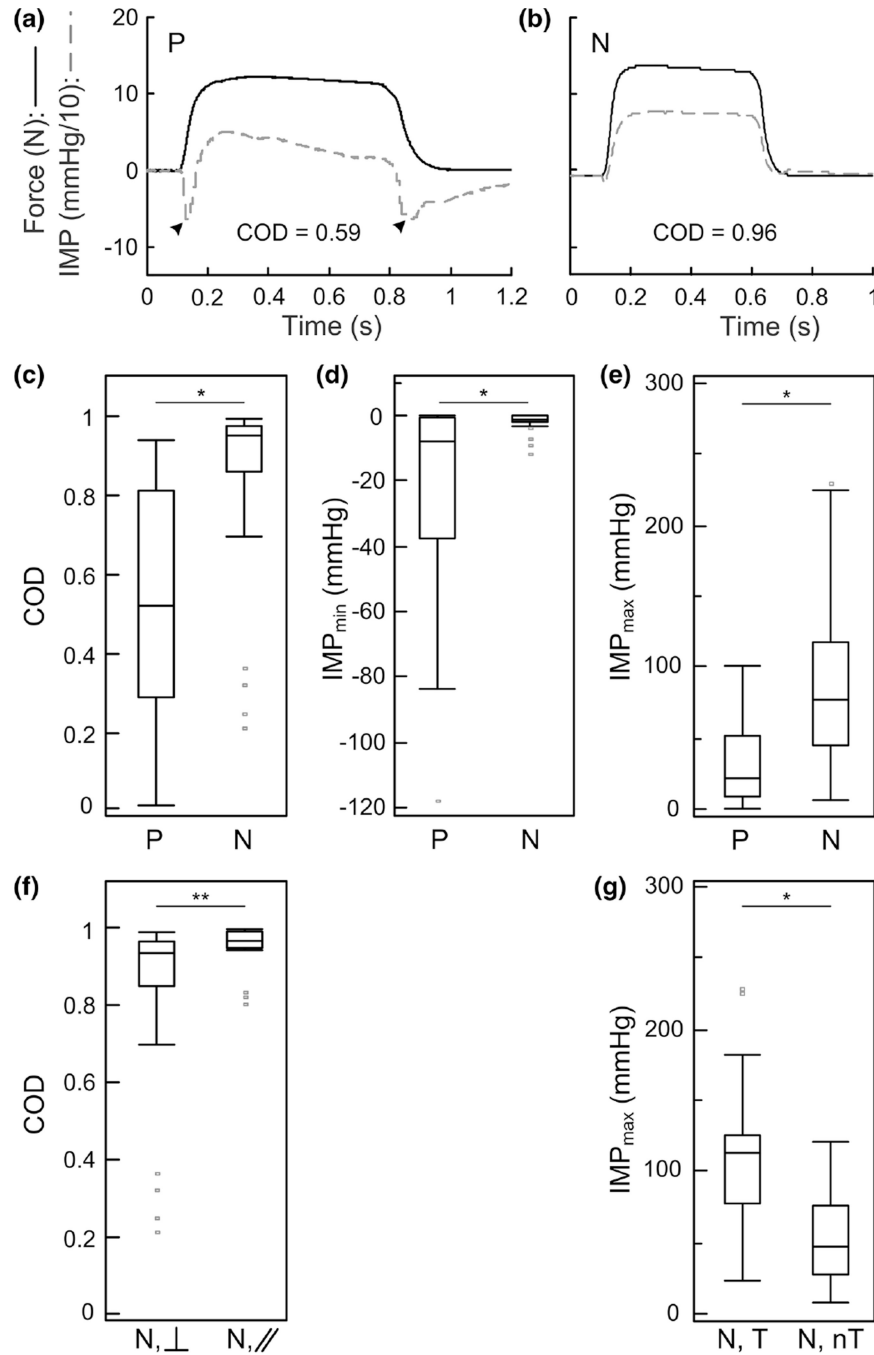 (a)
Force (N):
IMP (mmHg/10):
20
10
0
-10
P
COD = 0.59
0 0.2 0.4 0.6 0.8 1 1.2
Time (s)
(b)
N
COD = 0.96
0 0.2 0.4 0.6 0.8 1
Time (s)
(c)
*
COD
1
0.8
0.6
0.4
0.2
0
P N
(d)
*
IMPmin (mmHg)
0
-20
-40
-60
-80
-100
-120
P N
(e)
*
IMPmax (mmHg)
300
200
100
0
P N
(f)
**
COD
1
0.8
0.6
0.4
0.2
0
N,⊥ N,//
(g)
*
IMPmax (mmHg)
300
200
100
0
N, T N, nT